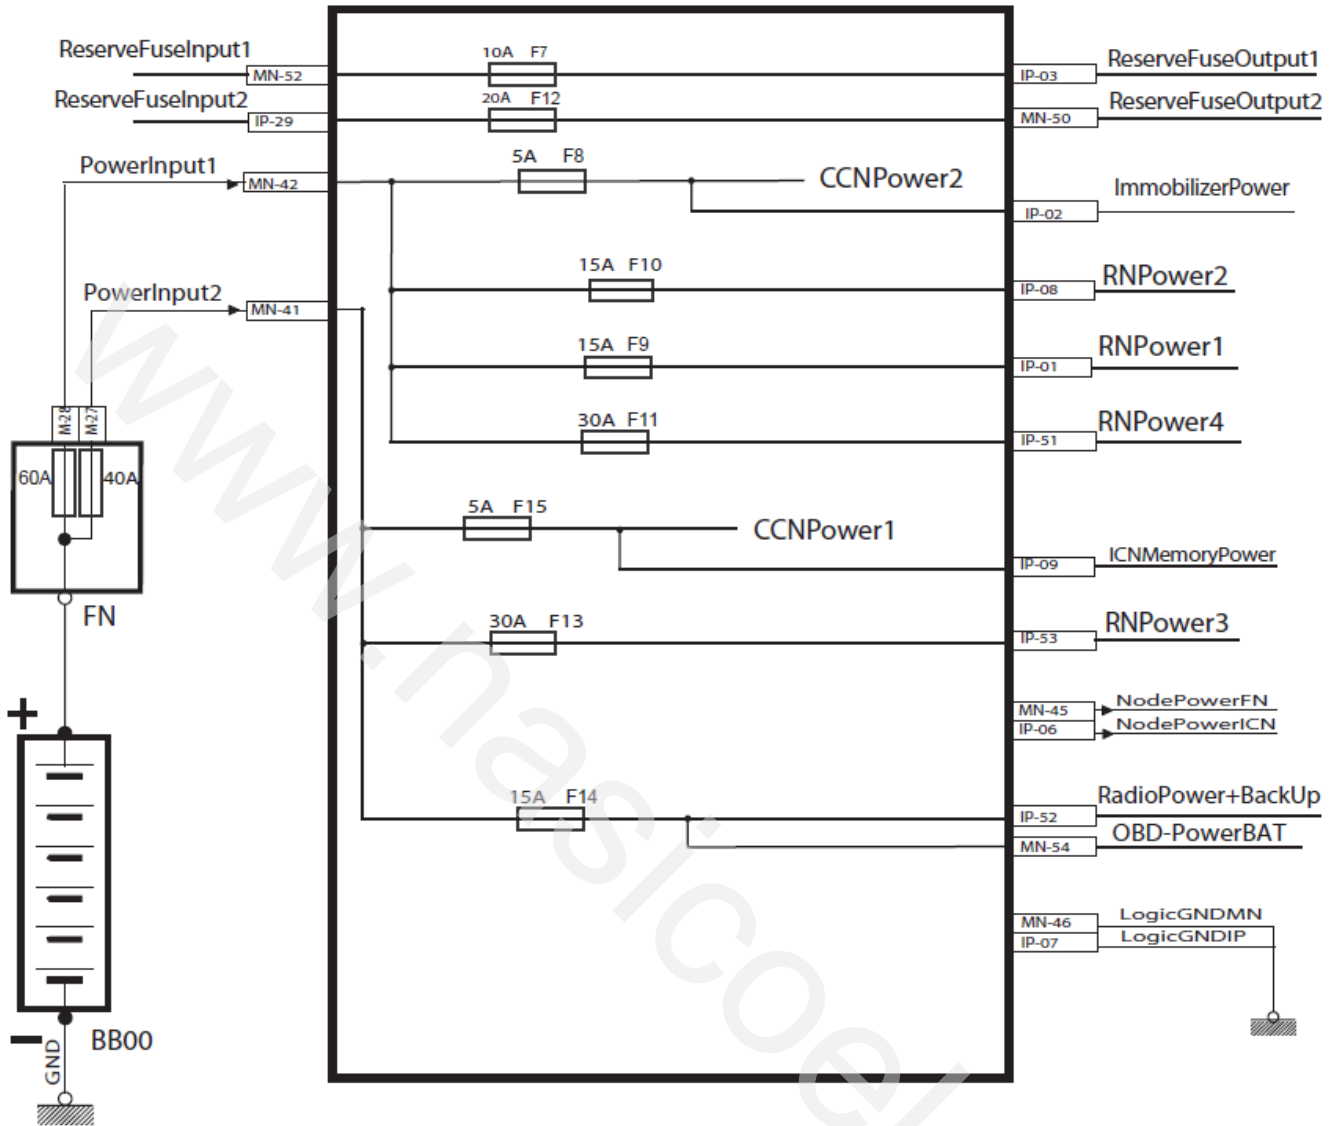 ReserveFuseInput1
MN-52
10A F7
IP-03
ReserveFuseOutput1
ReserveFuseInput2
IP-29
20A F12
MN-50
ReserveFuseOutput2
PowerInput1
MN-42
5A F8
CCNPower2
IP-02
ImmobilizerPower
15A F10
IP-08
RNPower2
PowerInput2
MN-41
15A F9
IP-01
RNPower1
M-28
M-27
30A F11
IP-51
RNPower4
60A
40A
FN
5A F15
CCNPower1
IP-09
ICNMemoryPower
30A F13
IP-53
RNPower3
MN-45
NodePowerFN
IP-06
NodePowerICN
+
15A F14
IP-52
RadioPower+BackUp
MN-54
OBD-PowerBAT
MN-46
LogicGNDMN
IP-07
LogicGNDIP
BB00
GND
www.nasicoel